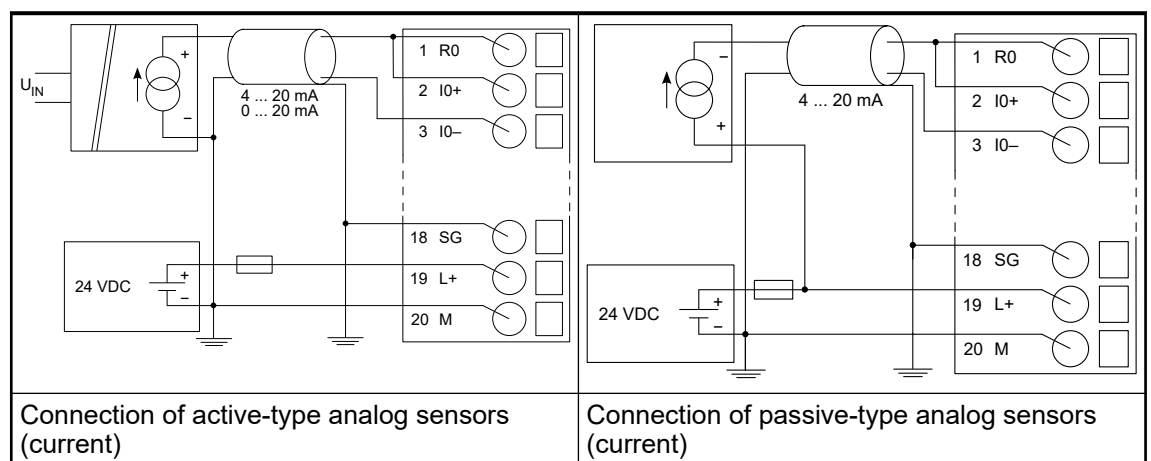 +
1 R0
U_IN
2 I0+
4 ... 20 mA
0 ... 20 mA
–
3 I0–
18 SG
24 VDC
+
–
19 L+
20 M
Connection of active-type analog sensors
(current)
–
1 R0
4 ... 20 mA
2 I0+
+
3 I0–
18 SG
24 VDC
+
–
19 L+
20 M
Connection of passive-type analog sensors
(current)